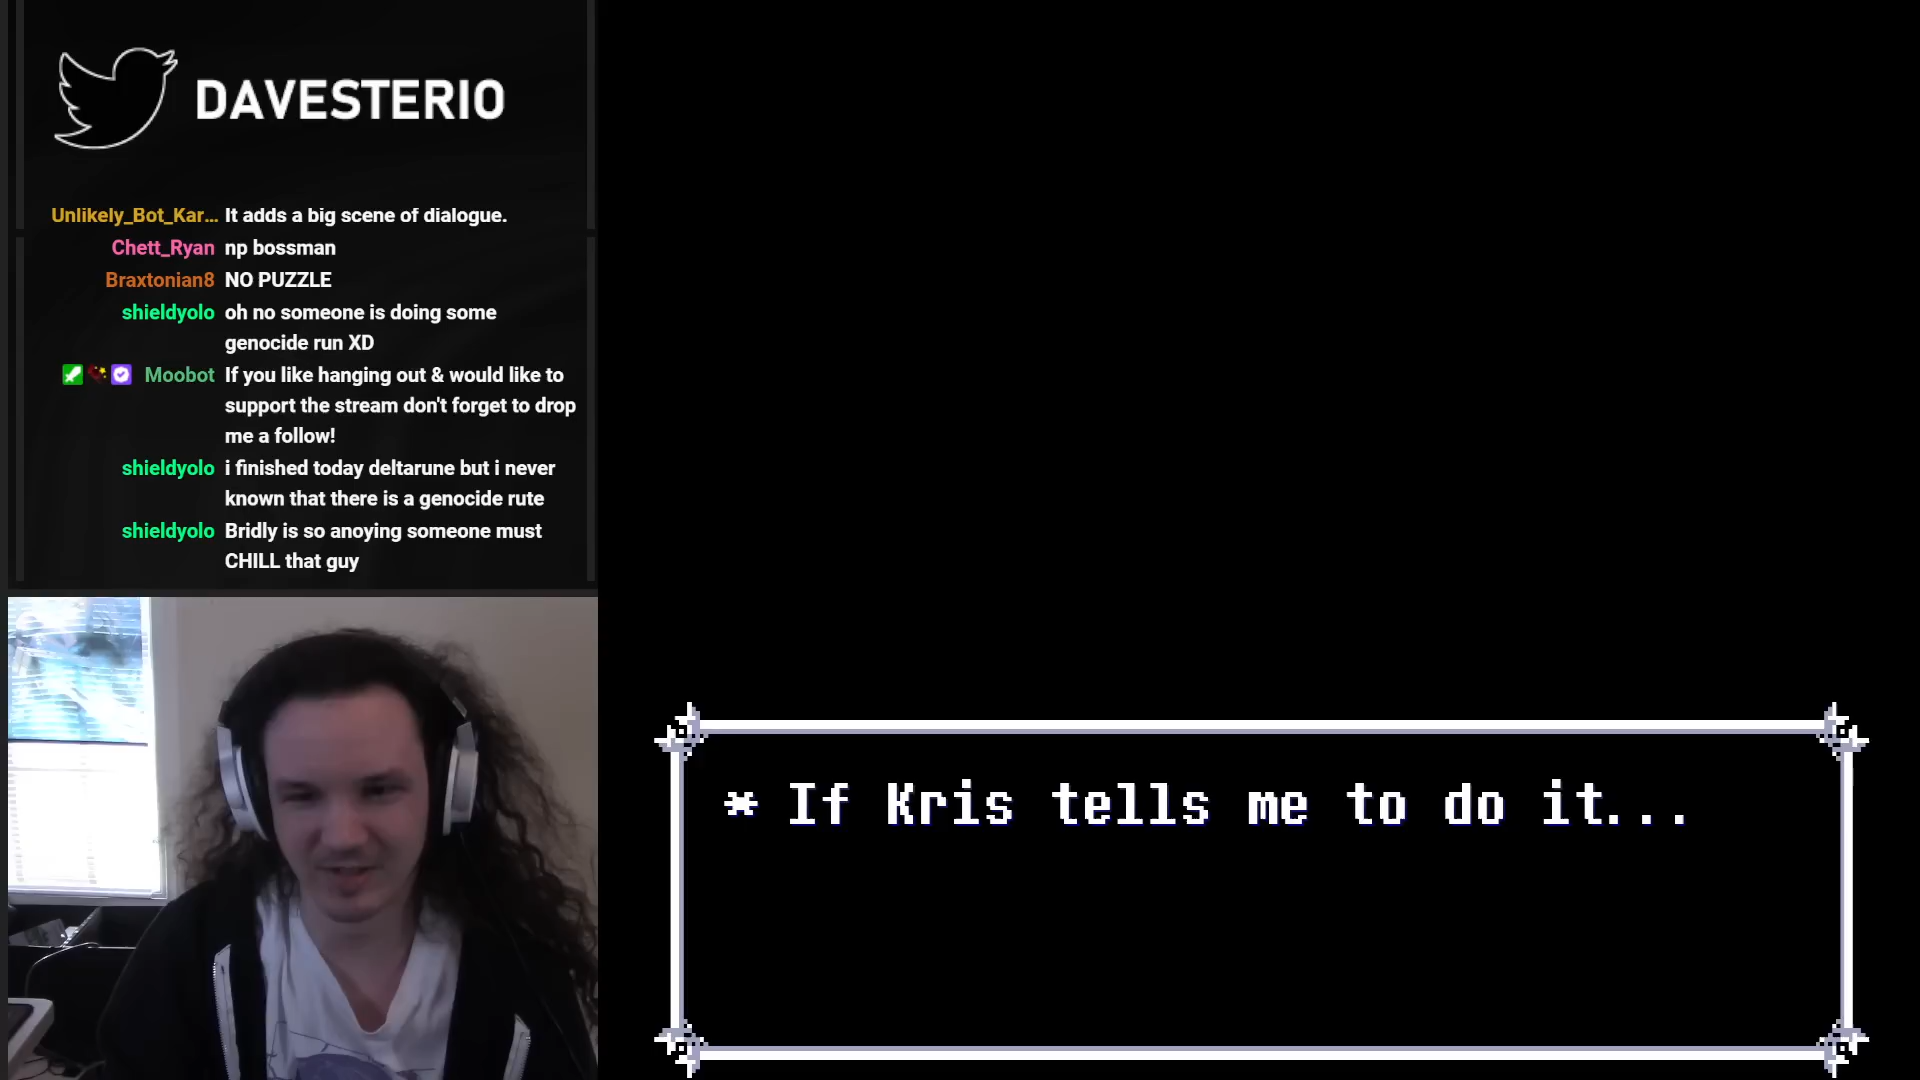 DAVESTERIO
Unlikely_Bot_Kar... It adds a big scene of dialogue.
Chett_Ryan np bossman
Braxtonian8 NO PUZZLE
shieldyolo oh no someone is doing some
genocide run XD
Moobot If you like hanging out & would like to
support the stream don't forget to drop
me a follow!
shieldyolo i finished today deltarune but i never
known that there is a genocide rute
shieldyolo Bridly is so anoying someone must
CHILL that guy
* If Kris tells me to do it...